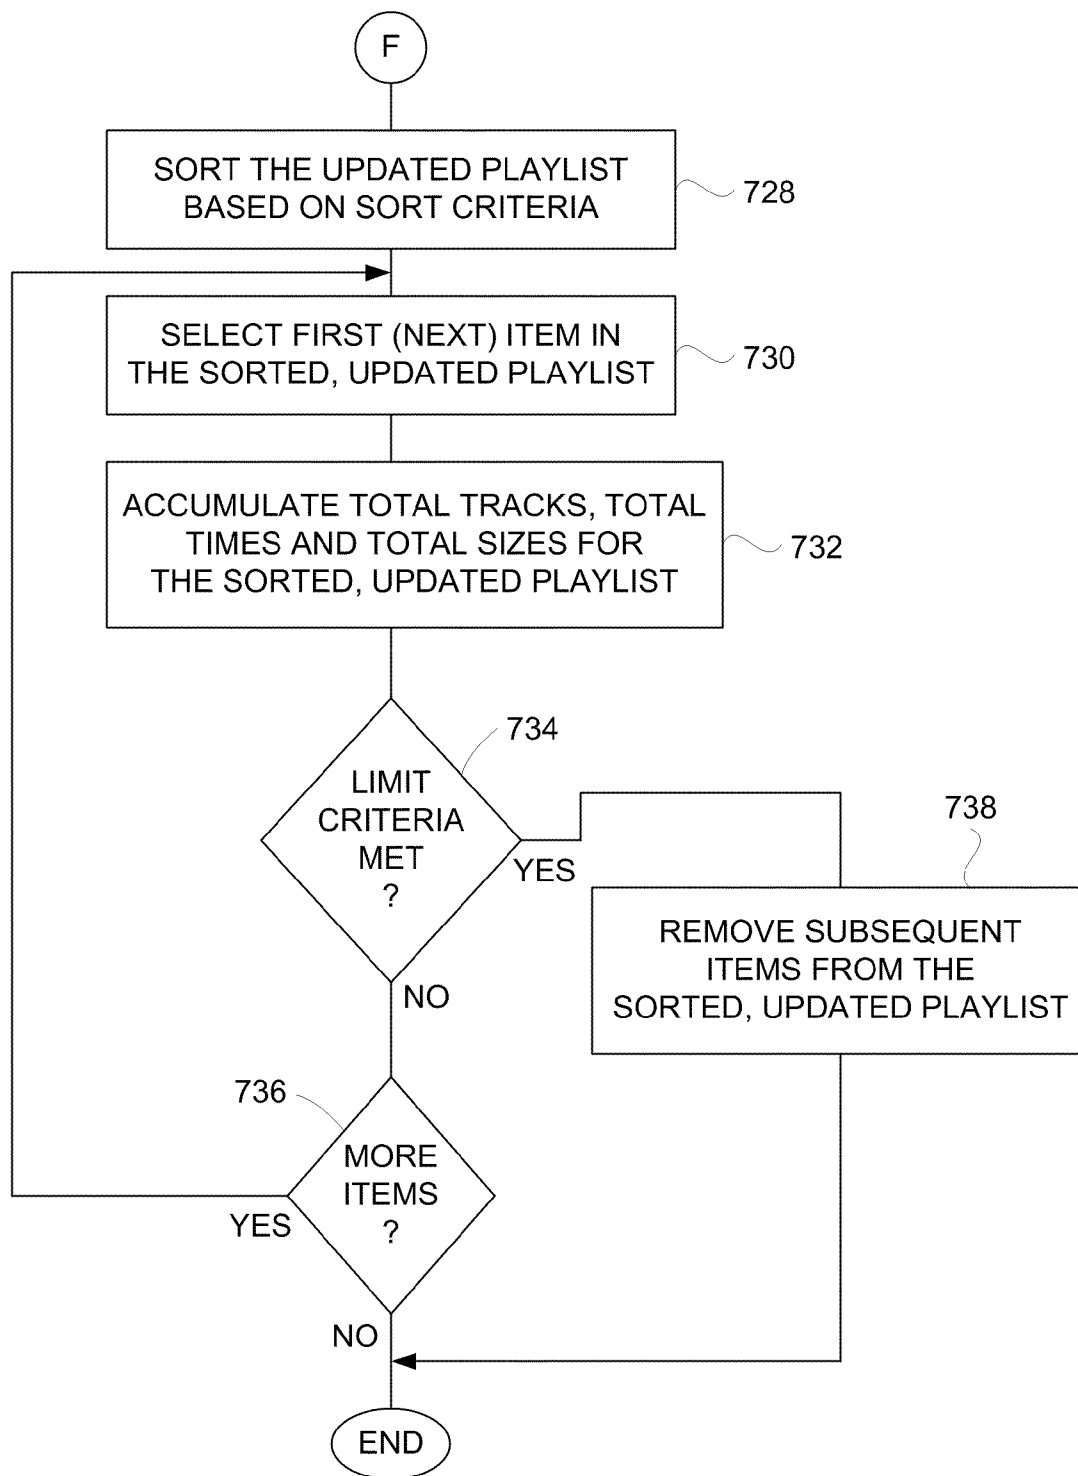 F
SORT THE UPDATED PLAYLIST
BASED ON SORT CRITERIA
728
SELECT FIRST (NEXT) ITEM IN
THE SORTED, UPDATED PLAYLIST
730
ACCUMULATE TOTAL TRACKS, TOTAL
TIMES AND TOTAL SIZES FOR
THE SORTED, UPDATED PLAYLIST
732
734
LIMIT
CRITERIA
MET
?
YES
NO
738
REMOVE SUBSEQUENT
ITEMS FROM THE
SORTED, UPDATED PLAYLIST
736
MORE
ITEMS
?
YES
NO
END